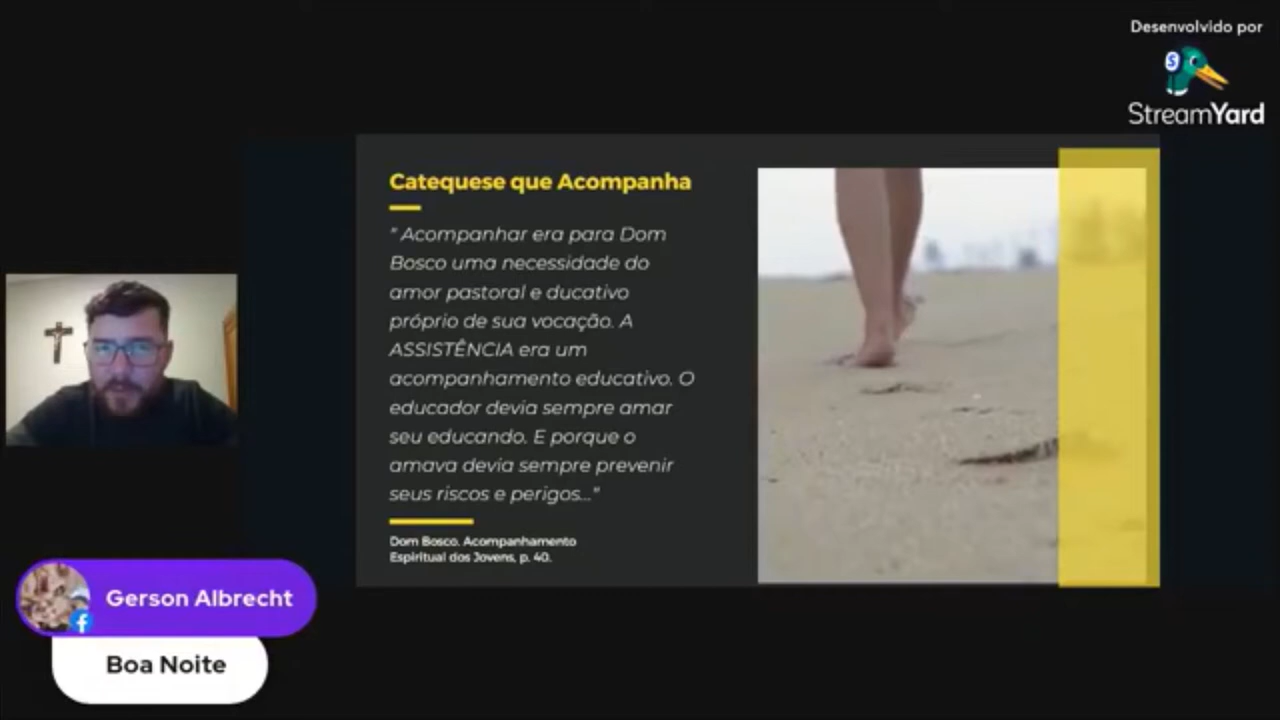 Desenvolvido por
StreamYard
Catequese que Acompanha
" Acompanhar era para Dom
Bosco uma necessidade do
amor pastoral e ducativo
próprio de sua vocação. A
ASSISTÊNCIA era um
acompanhamento educativo. O
educador devia sempre amar
seu educando. E porque o
amava devia sempre prevenir
seus riscos e perigos..."
Dom Bosco. Acompanhamento
Espiritual dos Jovens, p. 40.
Gerson Albrecht
Boa Noite